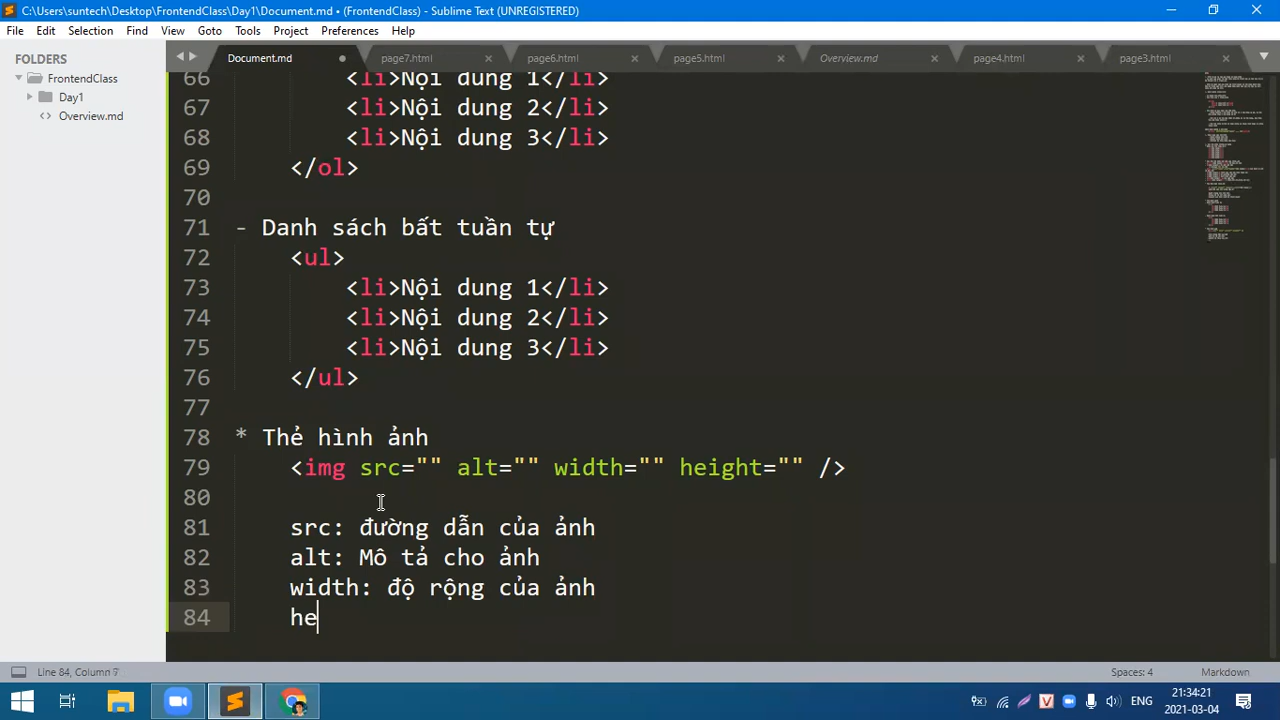 C:\Users\suntech\Desktop\FrontendClass\Day1\Document.md • (FrontendClass) - Sublime Text (UNREGISTERED)
File Edit Selection Find View Goto Tools Project Preferences Help
FOLDERS
FrontendClass
Day1
Overview.md
Document.md page7.html page6.html page5.html Overview.md page4.html page3.html
66 <li>Nội dung 1</li>
67 <li>Nội dung 2</li>
68 <li>Nội dung 3</li>
69 </ol>
70
71 - Danh sách bất tuần tự
72 <ul>
73 <li>Nội dung 1</li>
74 <li>Nội dung 2</li>
75 <li>Nội dung 3</li>
76 </ul>
77
78 * Thẻ hình ảnh
79 <img src="" alt="" width="" height="" />
80
81 src: đường dẫn của ảnh
82 alt: Mô tả cho ảnh
83 width: độ rộng của ảnh
84 he
Line 84, Column 7
Spaces: 4 Markdown
ENG
21:34:21
2021-03-04